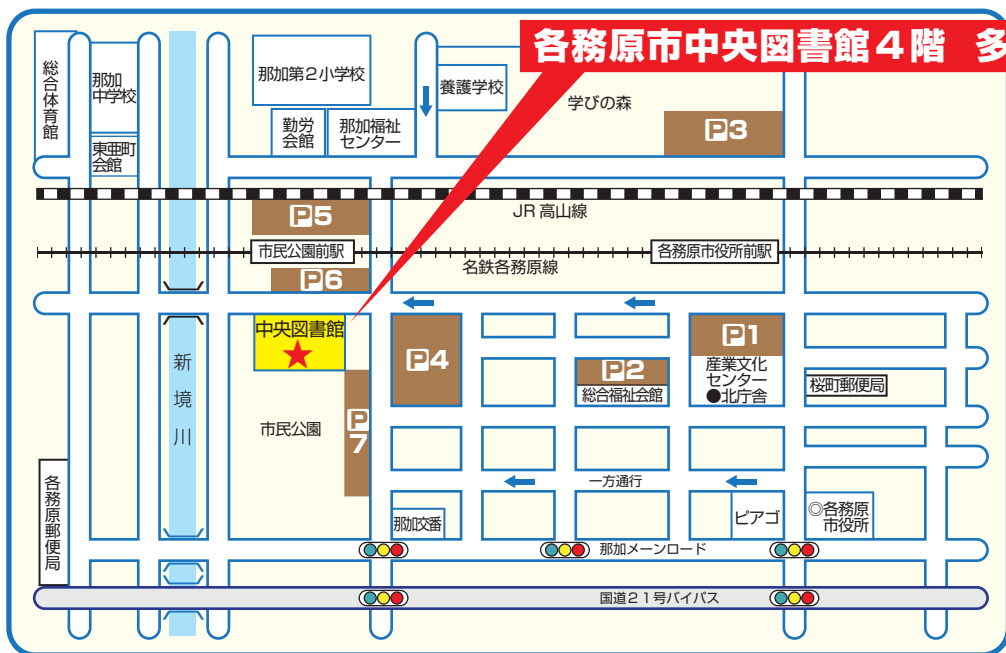 各務原市中央図書館４階　多
総合体育館
那加
中学校
東亜町
会館
那加第２小学校
勤労
会館
那加福祉
センター
養護学校
学びの森
P3
JR 高山線
P5
市民公園前駅
各務原市役所前駅
名鉄各務原線
P6
中央図書館
P4
P2
総合福祉会館
P1
産業文化
センター
●北庁舎
桜町郵便局
新境川
市民公園
P7
一方通行
各務原郵便局
那加交番
ピアゴ
◎各務原
市役所
那加メーンロード
国道２１号バイパス